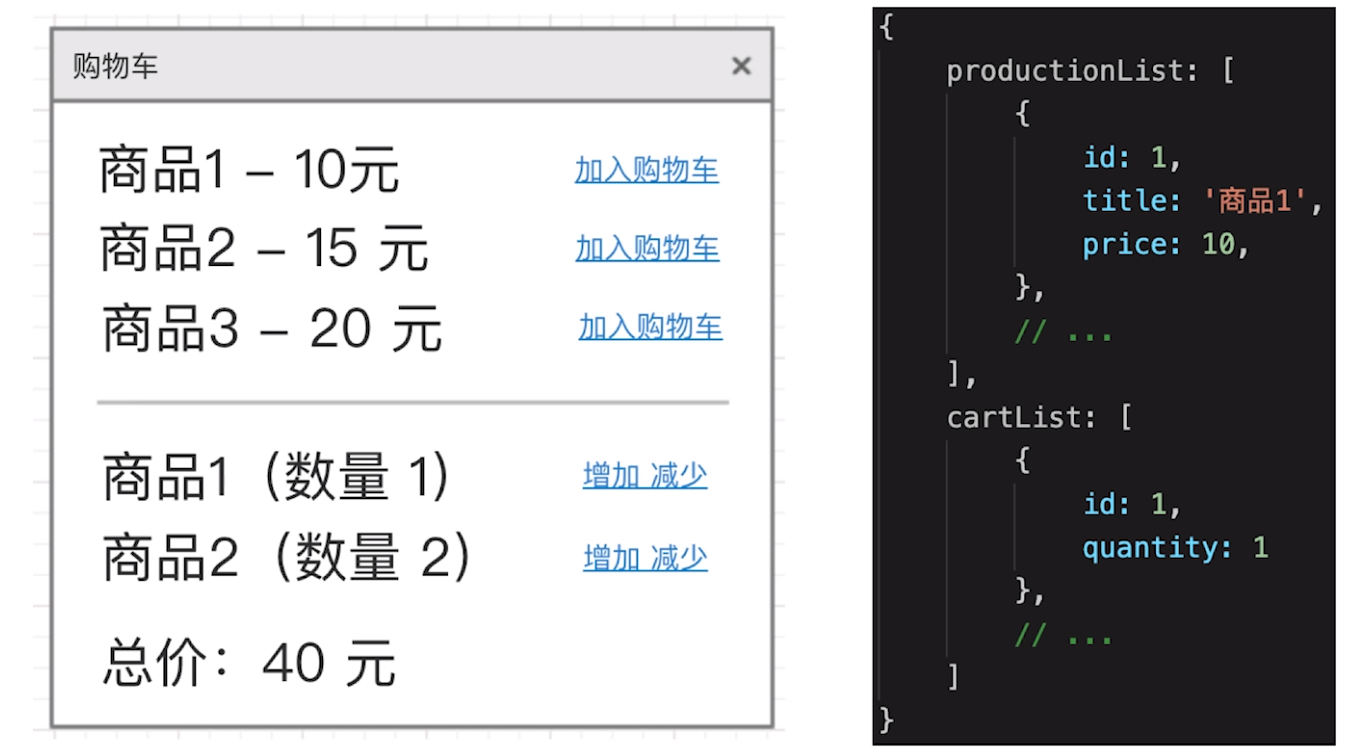 购物车 ×
商品1 – 10元 加入购物车
商品2 – 15 元 加入购物车
商品3 – 20 元 加入购物车
商品1（数量 1） 增加 减少
商品2（数量 2） 增加 减少
总价：40 元
{
productionList: [
{
id: 1,
title: '商品1',
price: 10,
},
// ...
],
cartList: [
{
id: 1,
quantity: 1
},
// ...
]
}